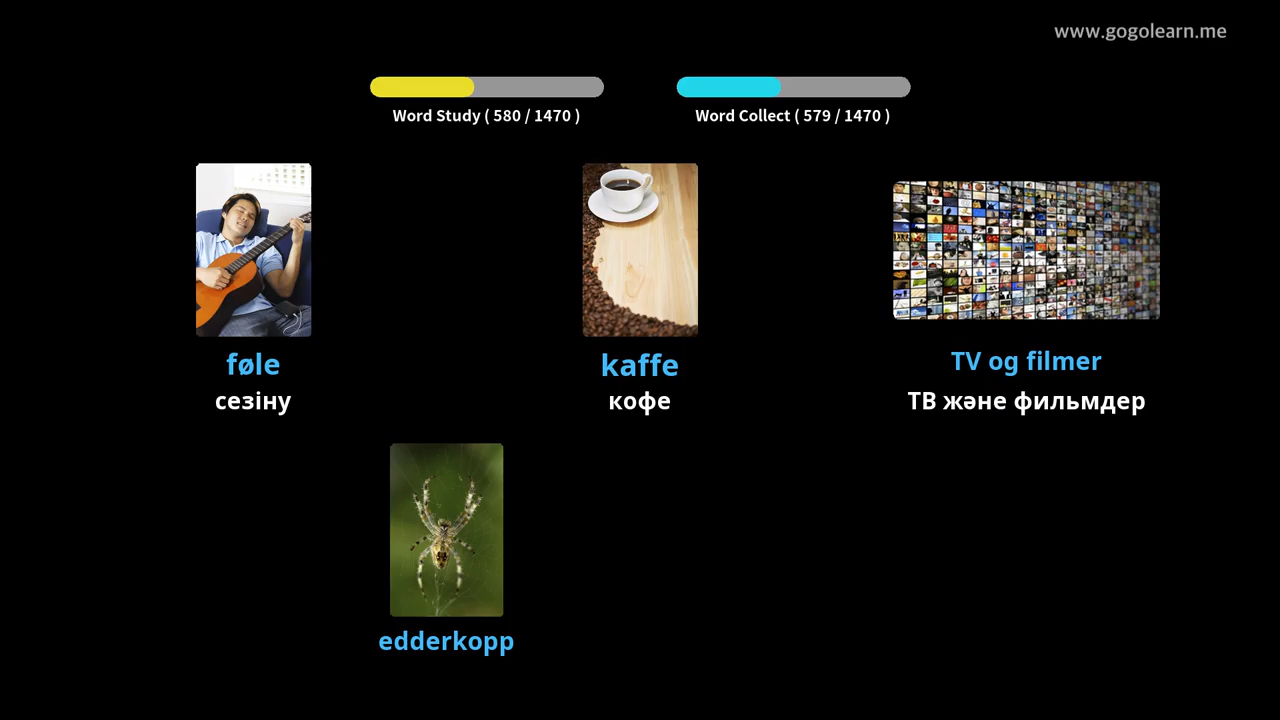 www.gogolearn.me
Word Study ( 580 / 1470 )
Word Collect ( 579 / 1470 )
føle
сезіну
kaffe
кофе
TV og filmer
ТВ және фильмдер
edderkopp